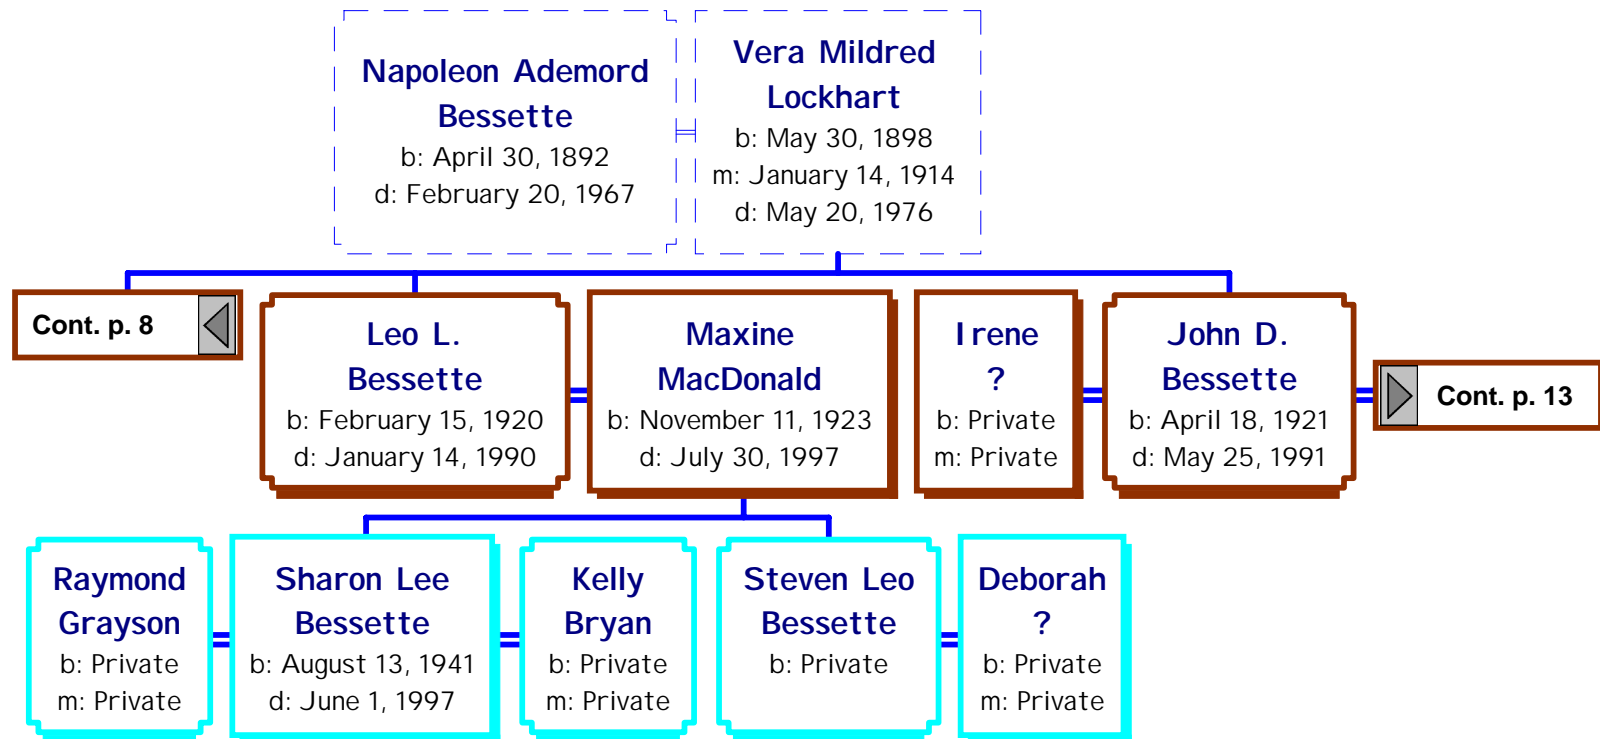 Napoleon Ademord
Bessette
b: April 30, 1892
d: February 20, 1967
Vera Mildred
Lockhart
b: May 30, 1898
m: January 14, 1914
d: May 20, 1976
Cont. p. 8
Leo L.
Bessette
b: February 15, 1920
d: January 14, 1990
Maxine
MacDonald
b: November 11, 1923
d: July 30, 1997
Irene
?
b: Private
m: Private
John D.
Bessette
b: April 18, 1921
d: May 25, 1991
Cont. p. 13
Raymond
Grayson
b: Private
m: Private
Sharon Lee
Bessette
b: August 13, 1941
d: June 1, 1997
Kelly
Bryan
b: Private
m: Private
Steven Leo
Bessette
b: Private
Deborah
?
b: Private
m: Private